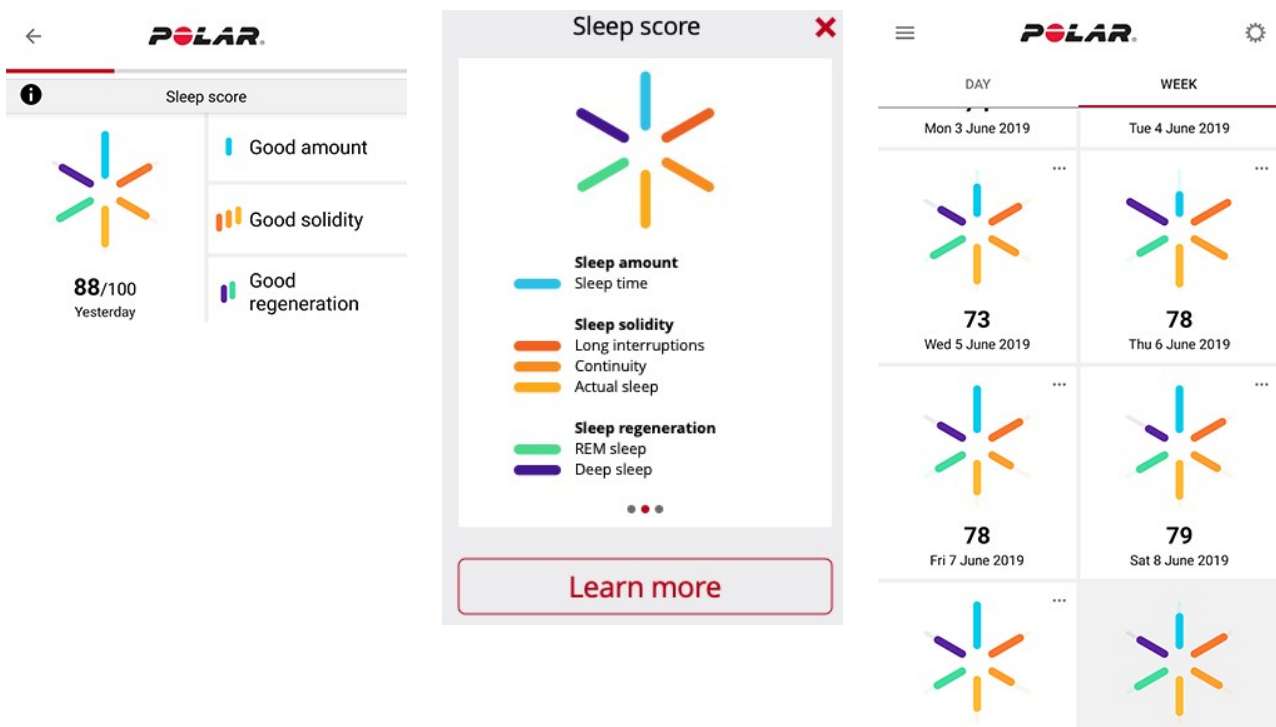 POLAR
Sleep score
Good amount
Good solidity
Good
regeneration
88/100
Yesterday
Sleep score
Sleep amount
Sleep time
Sleep solidity
Long interruptions
Continuity
Actual sleep
Sleep regeneration
REM sleep
Deep sleep
Learn more
POLAR
DAY
WEEK
Mon 3 June 2019
Tue 4 June 2019
73
Wed 5 June 2019
78
Thu 6 June 2019
78
Fri 7 June 2019
79
Sat 8 June 2019